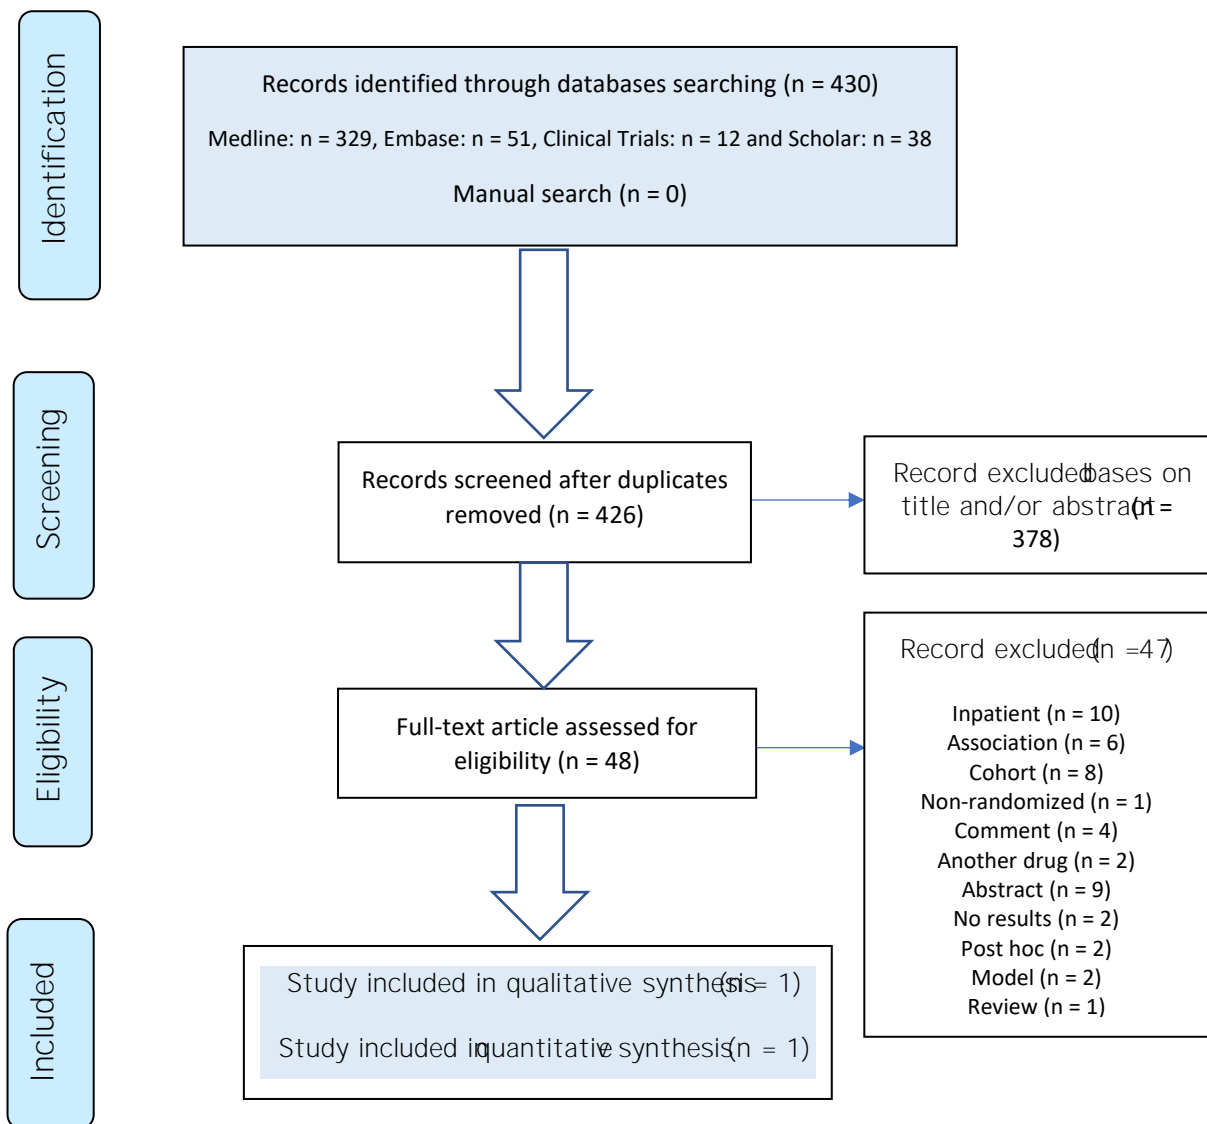 Identification
Records identified through databases searching (n = 430)
Medline: n = 329, Embase: n = 51, Clinical Trials: n = 12 and Scholar: n = 38
Manual search (n = 0)
Screening
Records screened after duplicates
removed (n = 426)
Record excluded bases on
title and/or abstract (n =
378)
Eligibility
Full-text article assessed for
eligibility (n = 48)
Record excluded (n =47)
Inpatient (n = 10)
Association (n = 6)
Cohort (n = 8)
Non-randomized (n = 1)
Comment (n = 4)
Another drug (n = 2)
Abstract (n = 9)
No results (n = 2)
Post hoc (n = 2)
Model (n = 2)
Review (n = 1)
Included
Study included in qualitative synthesis (n = 1)
Study included in quantitative synthesis (n = 1)